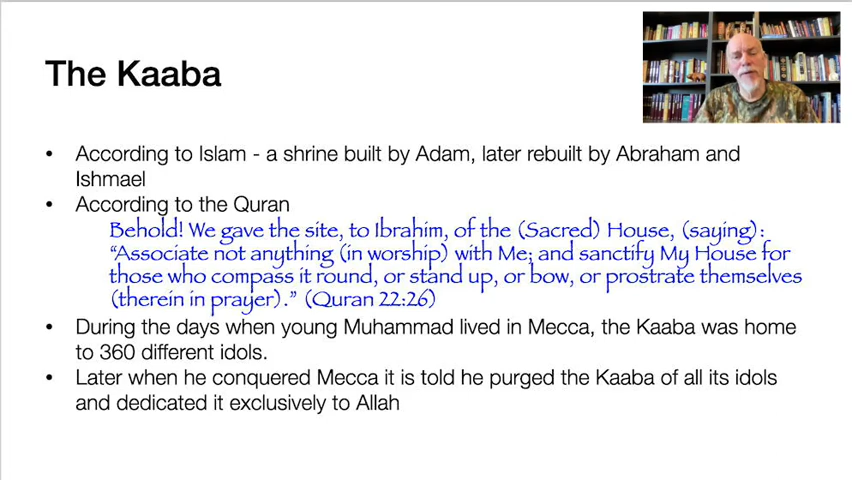 The Kaaba
• According to Islam - a shrine built by Adam, later rebuilt by Abraham and
Ishmael
• According to the Quran
Behold! We gave the site, to Ibrahim, of the (Sacred) House, (saying):
“Associate not anything (in worship) with Me; and sanctify My House for
those who compass it round, or stand up, or bow, or prostrate themselves
(therein in prayer).” (Quran 22:26)
• During the days when young Muhammad lived in Mecca, the Kaaba was home
to 360 different idols.
• Later when he conquered Mecca it is told he purged the Kaaba of all its idols
and dedicated it exclusively to Allah